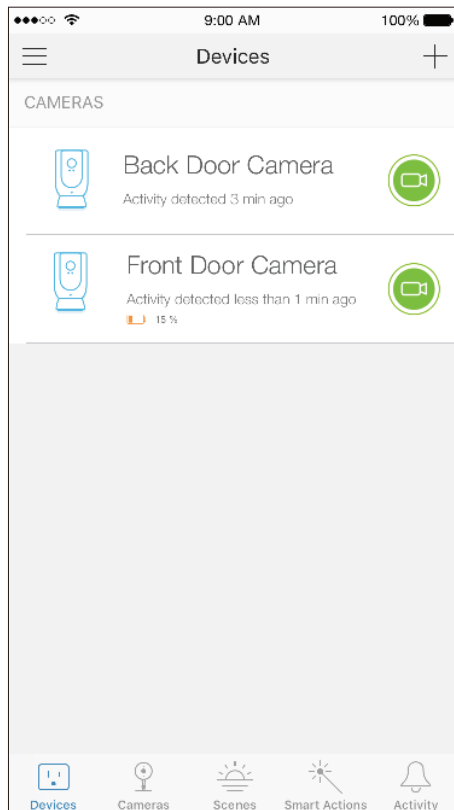 9:00 AM 100%
Devices
CAMERAS
Back Door Camera
Activity detected 3 min ago
Front Door Camera
Activity detected less than 1 min ago
15 %
Devices Cameras Scenes Smart Actions Activity